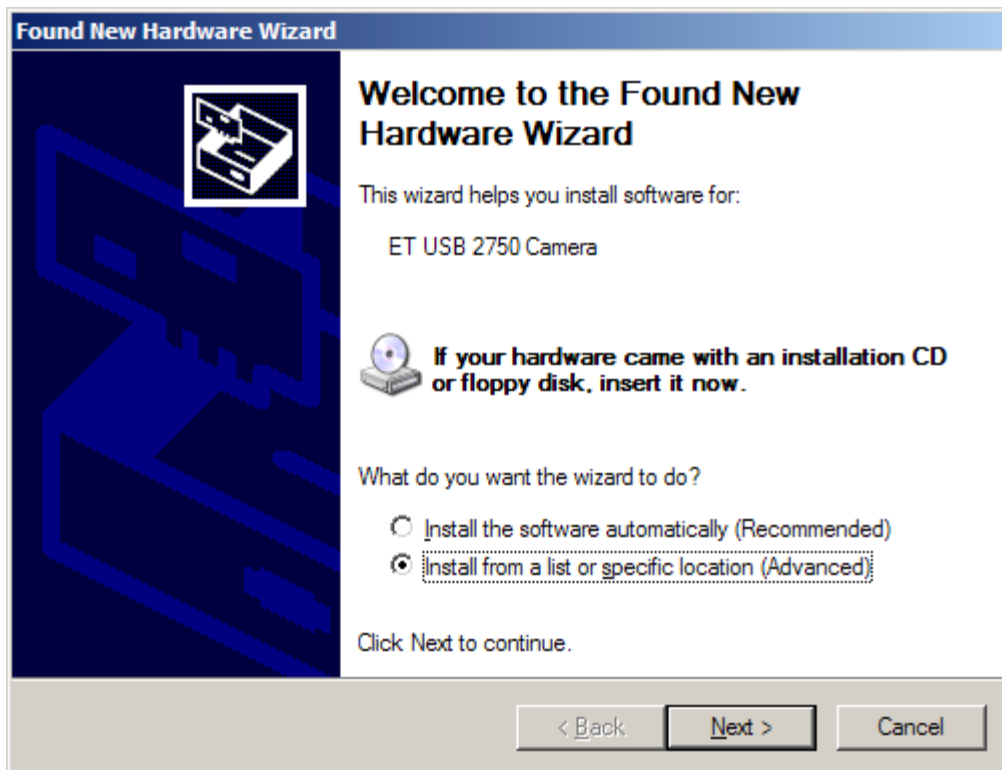 Found New Hardware Wizard
Welcome to the Found New
Hardware Wizard
This wizard helps you install software for:
ET USB 2750 Camera
If your hardware came with an installation CD
or floppy disk, insert it now.
What do you want the wizard to do?
Install the software automatically (Recommended)
Install from a list or specific location (Advanced)
Click Next to continue.
< Back Next > Cancel